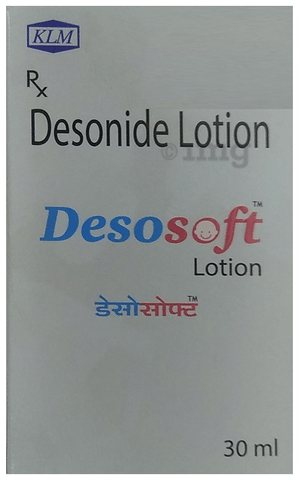 KLM
Rx
Desonide Lotion
©1mg
Desosoft™
Lotion
डेसोसोफ्ट™
30 ml